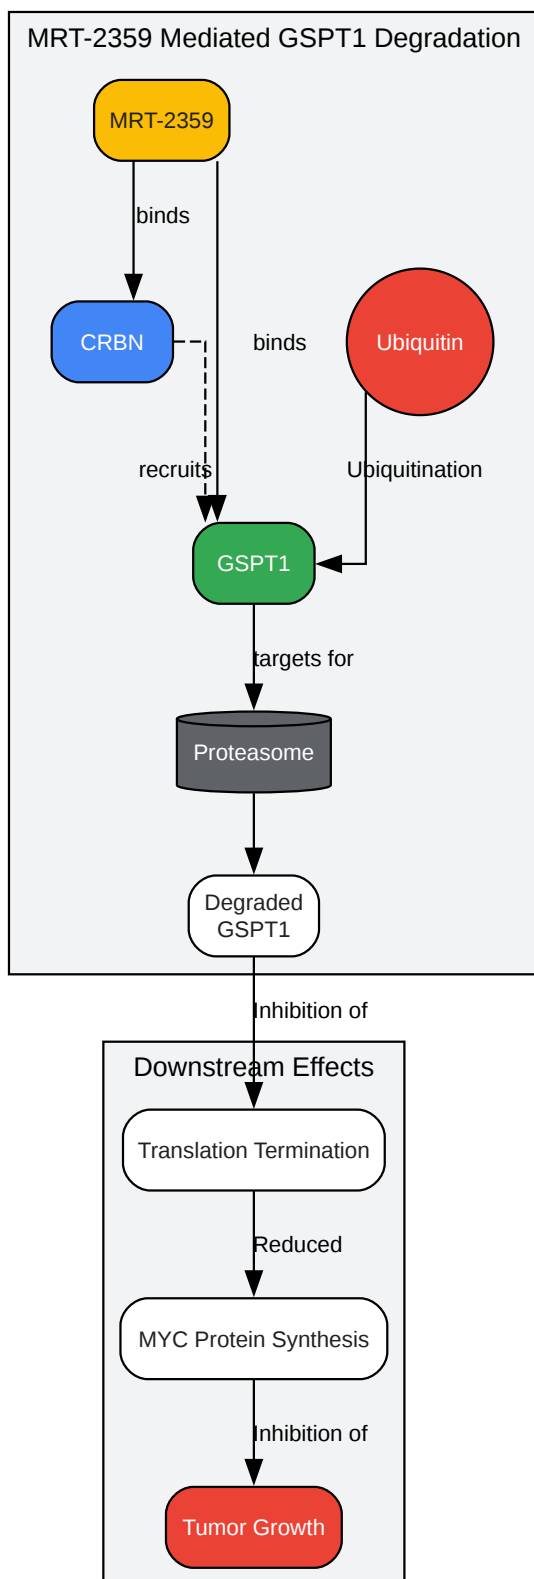 MRT-2359 Mediated GSPT1 Degradation
MRT-2359
binds
CRBN
binds
Ubiquitin
recruits
Ubiquitination
GSPT1
targets for
Proteasome
Degraded
GSPT1
Inhibition of
Downstream Effects
Translation Termination
Reduced
MYC Protein Synthesis
Inhibition of
Tumor Growth